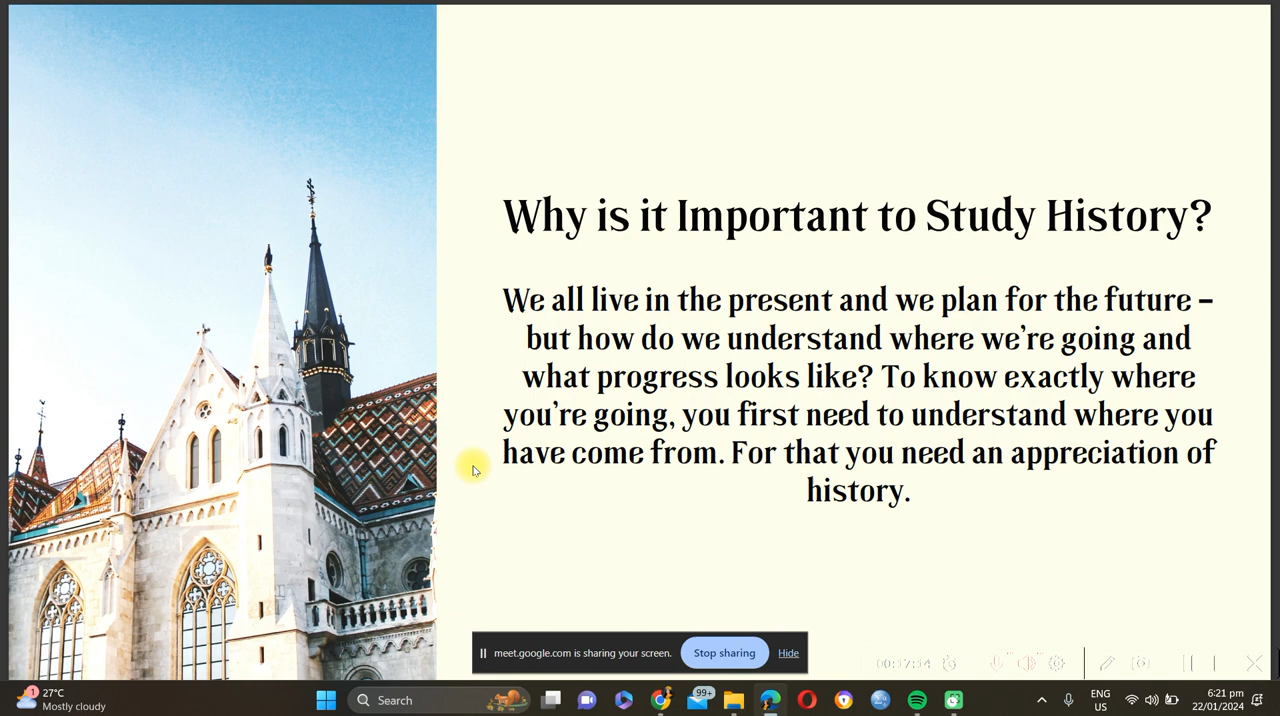 Why is it Important to Study History?
We all live in the present and we plan for the future –
but how do we understand where we're going and
what progress looks like? To know exactly where
you're going, you first need to understand where you
have come from. For that you need an appreciation of
history.
meet.google.com is sharing your screen.
Stop sharing
Hide
1
27°C
Mostly cloudy
Search
99+
ENG
US
6:21 pm
22/01/2024